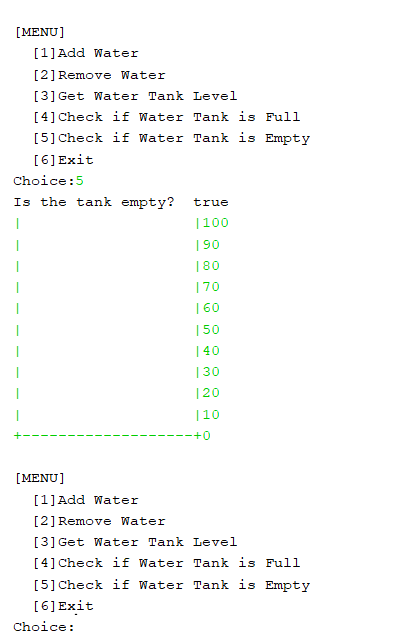 [MENU]
  [1]Add Water
  [2]Remove Water
  [3]Get Water Tank Level
  [4]Check if Water Tank is Full
  [5]Check if Water Tank is Empty
  [6]Exit
Choice:5
Is the tank empty?  true
|                   |100
|                   |90
|                   |80
|                   |70
|                   |60
|                   |50
|                   |40
|                   |30
|                   |20
|                   |10
+-------------------+0
[MENU]
  [1]Add Water
  [2]Remove Water
  [3]Get Water Tank Level
  [4]Check if Water Tank is Full
  [5]Check if Water Tank is Empty
  [6]Exit
Choice: